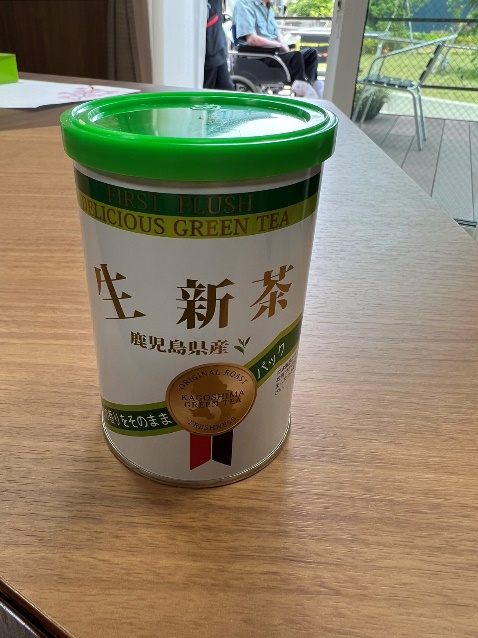 FIRST FLUSH
DELICIOUS GREEN TEA
生新茶
鹿児島県産
ORIGINAL ROAST
KAGOSHIMA
GREEN TEA
FRESHNESS
香りをそのまま
パック